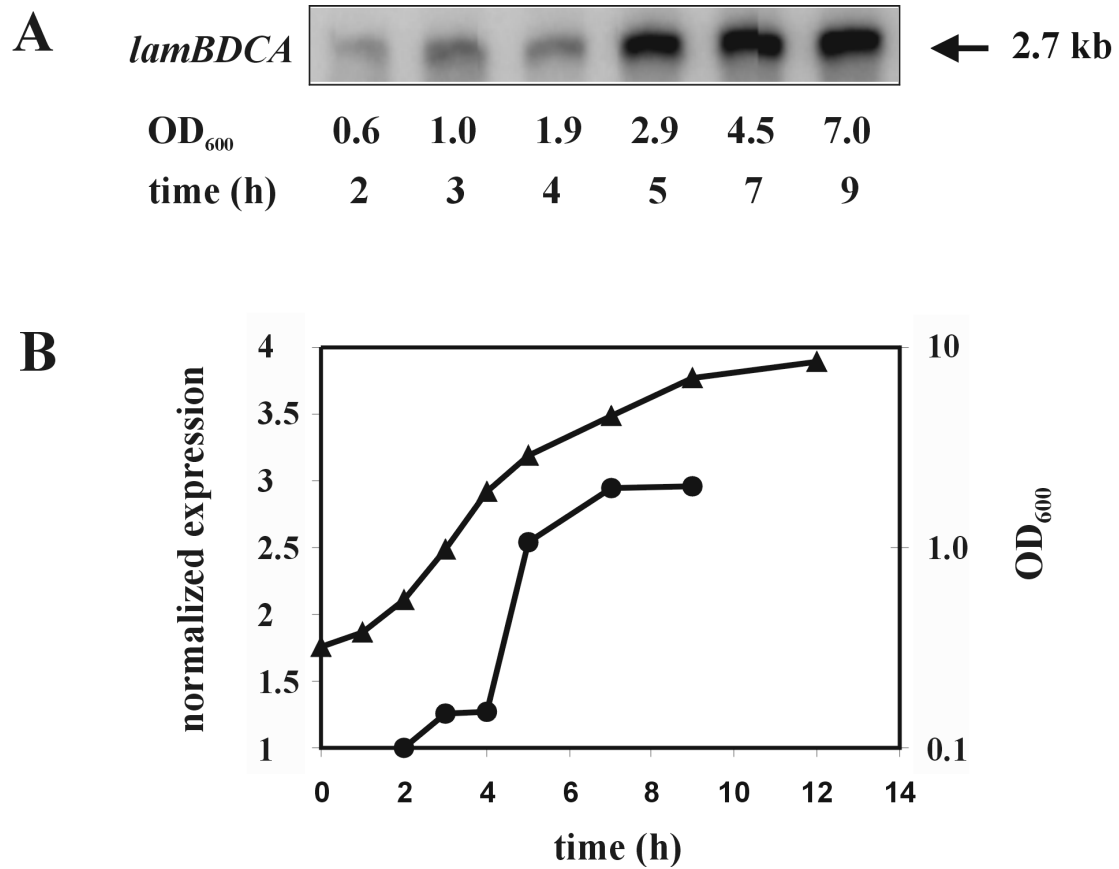 A
lamBDCA
2.7 kb
OD600 0.6 1.0 1.9 2.9 4.5 7.0
time (h) 2 3 4 5 7 9
B
normalized expression
4
3.5
3
2.5
2
1.5
1
10
1.0
0.1
OD600
0 2 4 6 8 10 12 14
time (h)